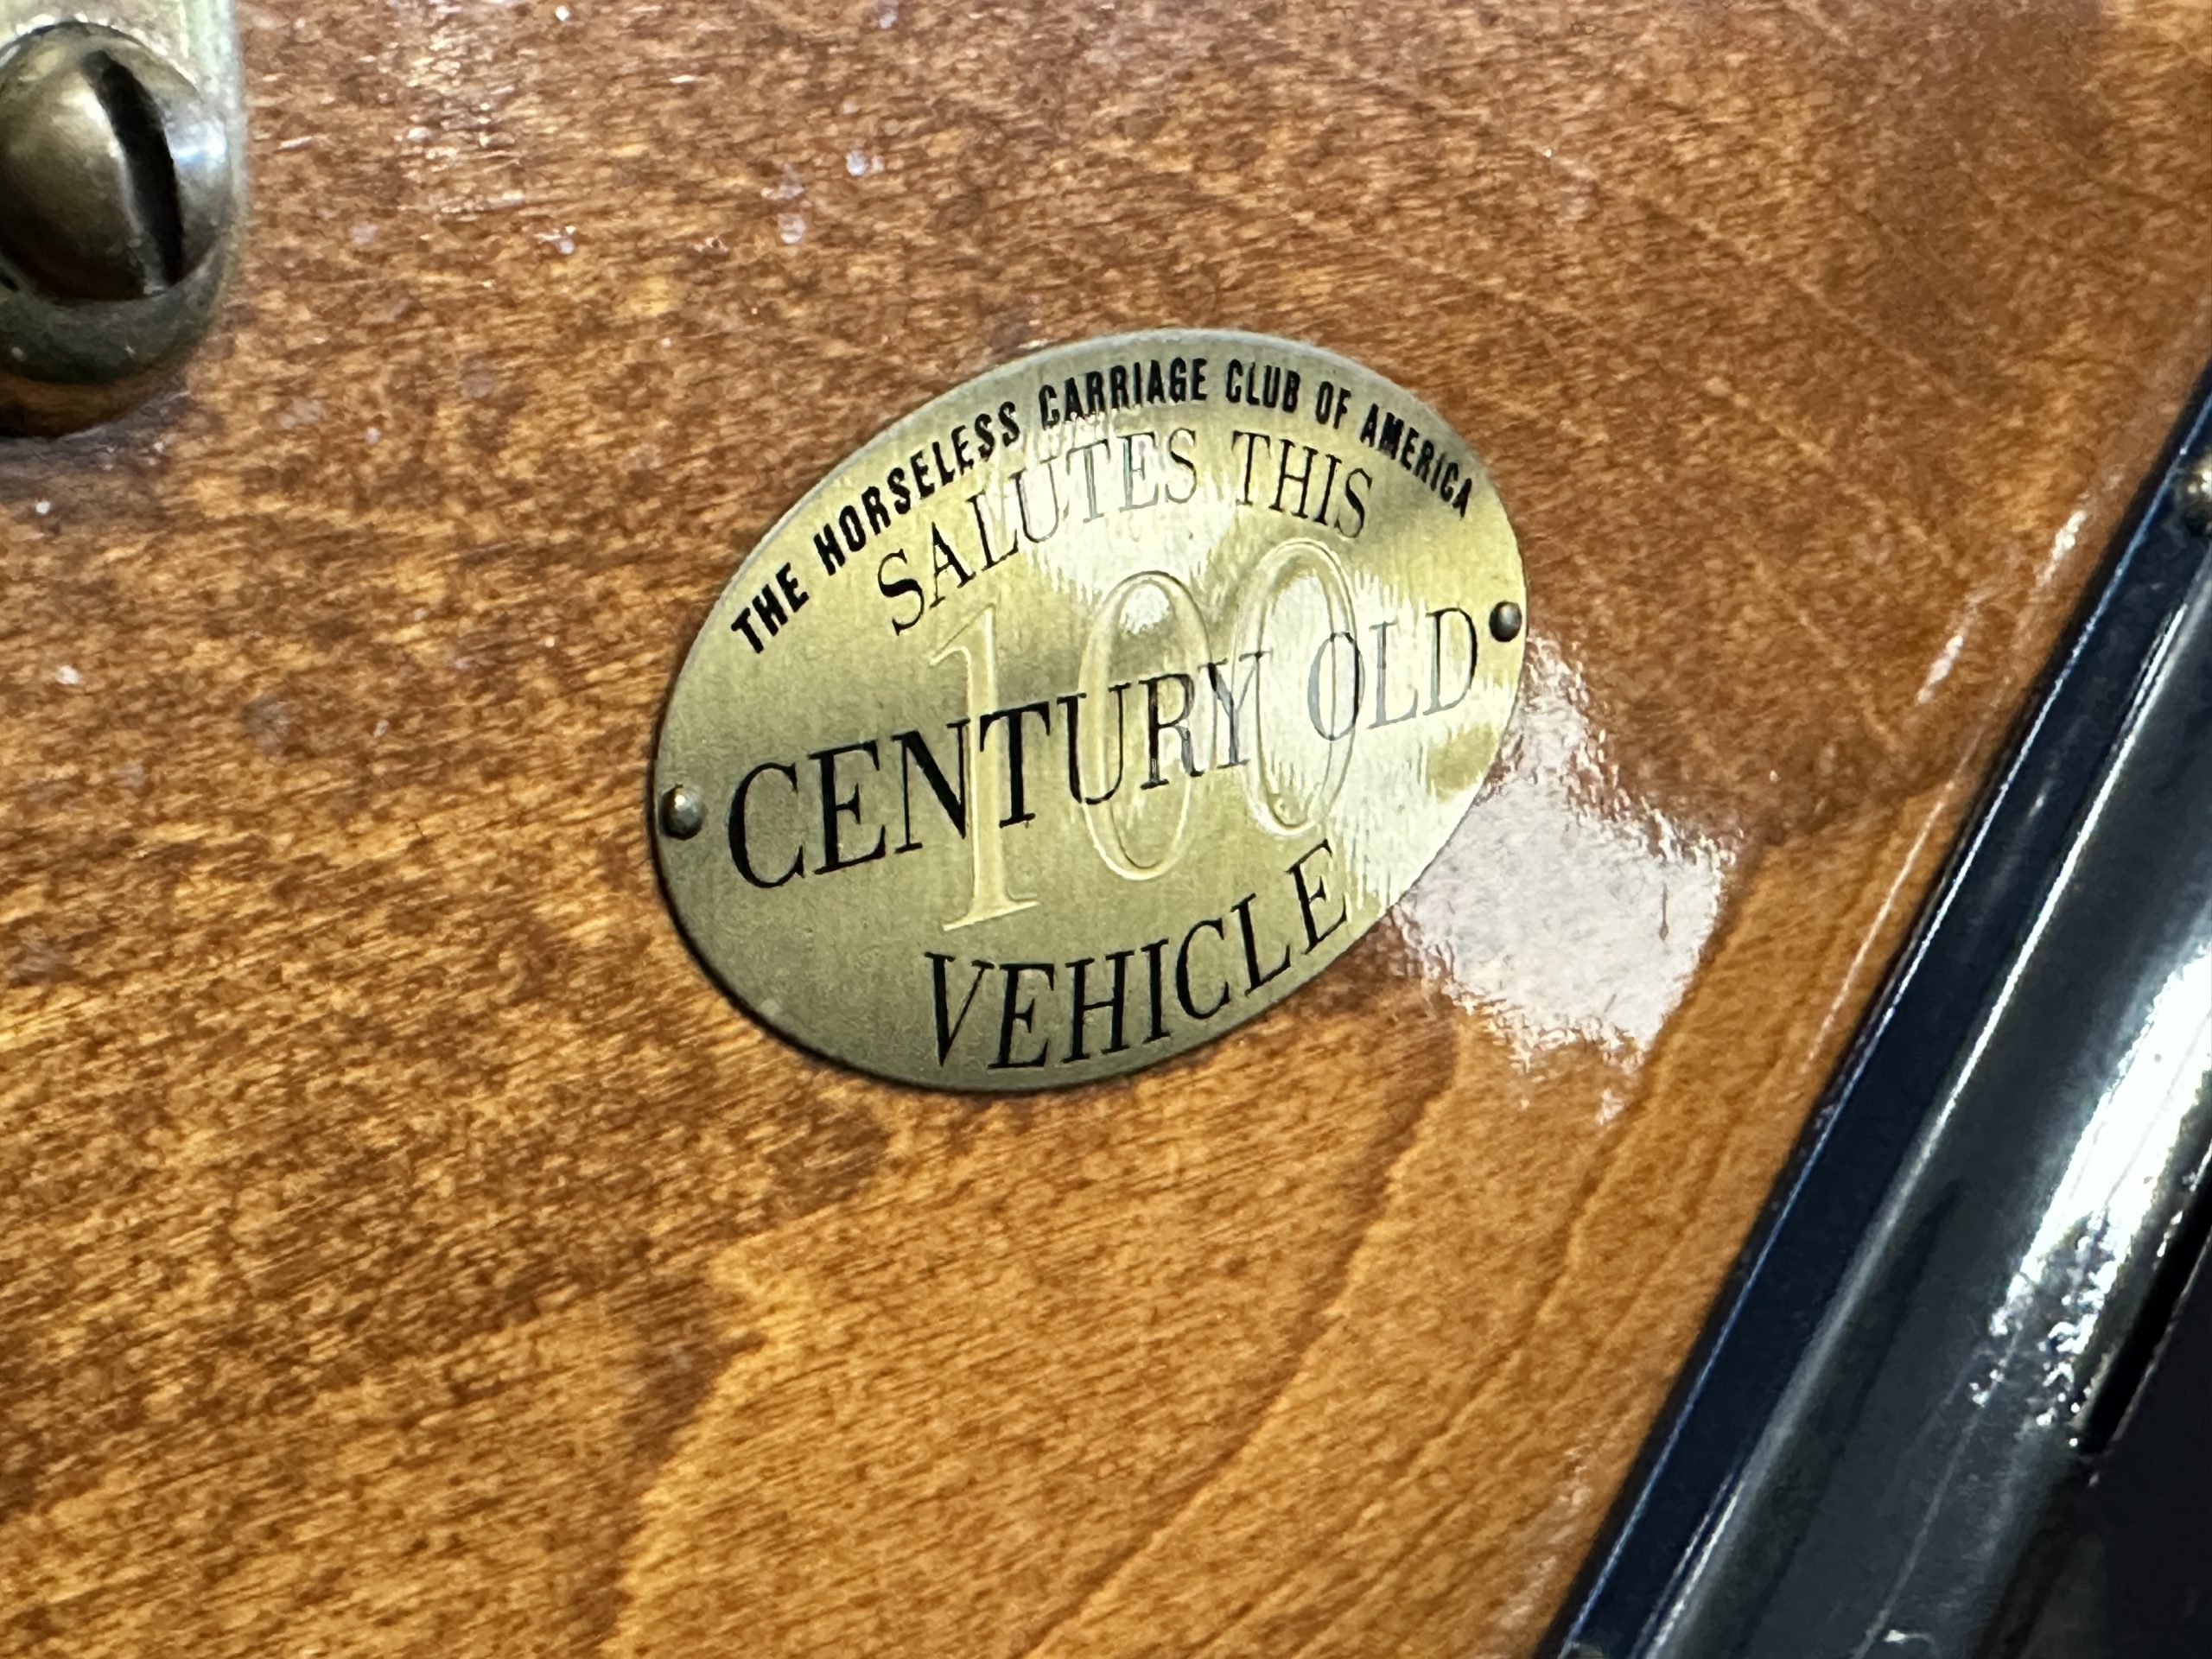 THE HORSELESS CARRIAGE CLUB OF AMERICA
SALUTES THIS
100
CENTURY OLD
VEHICLE